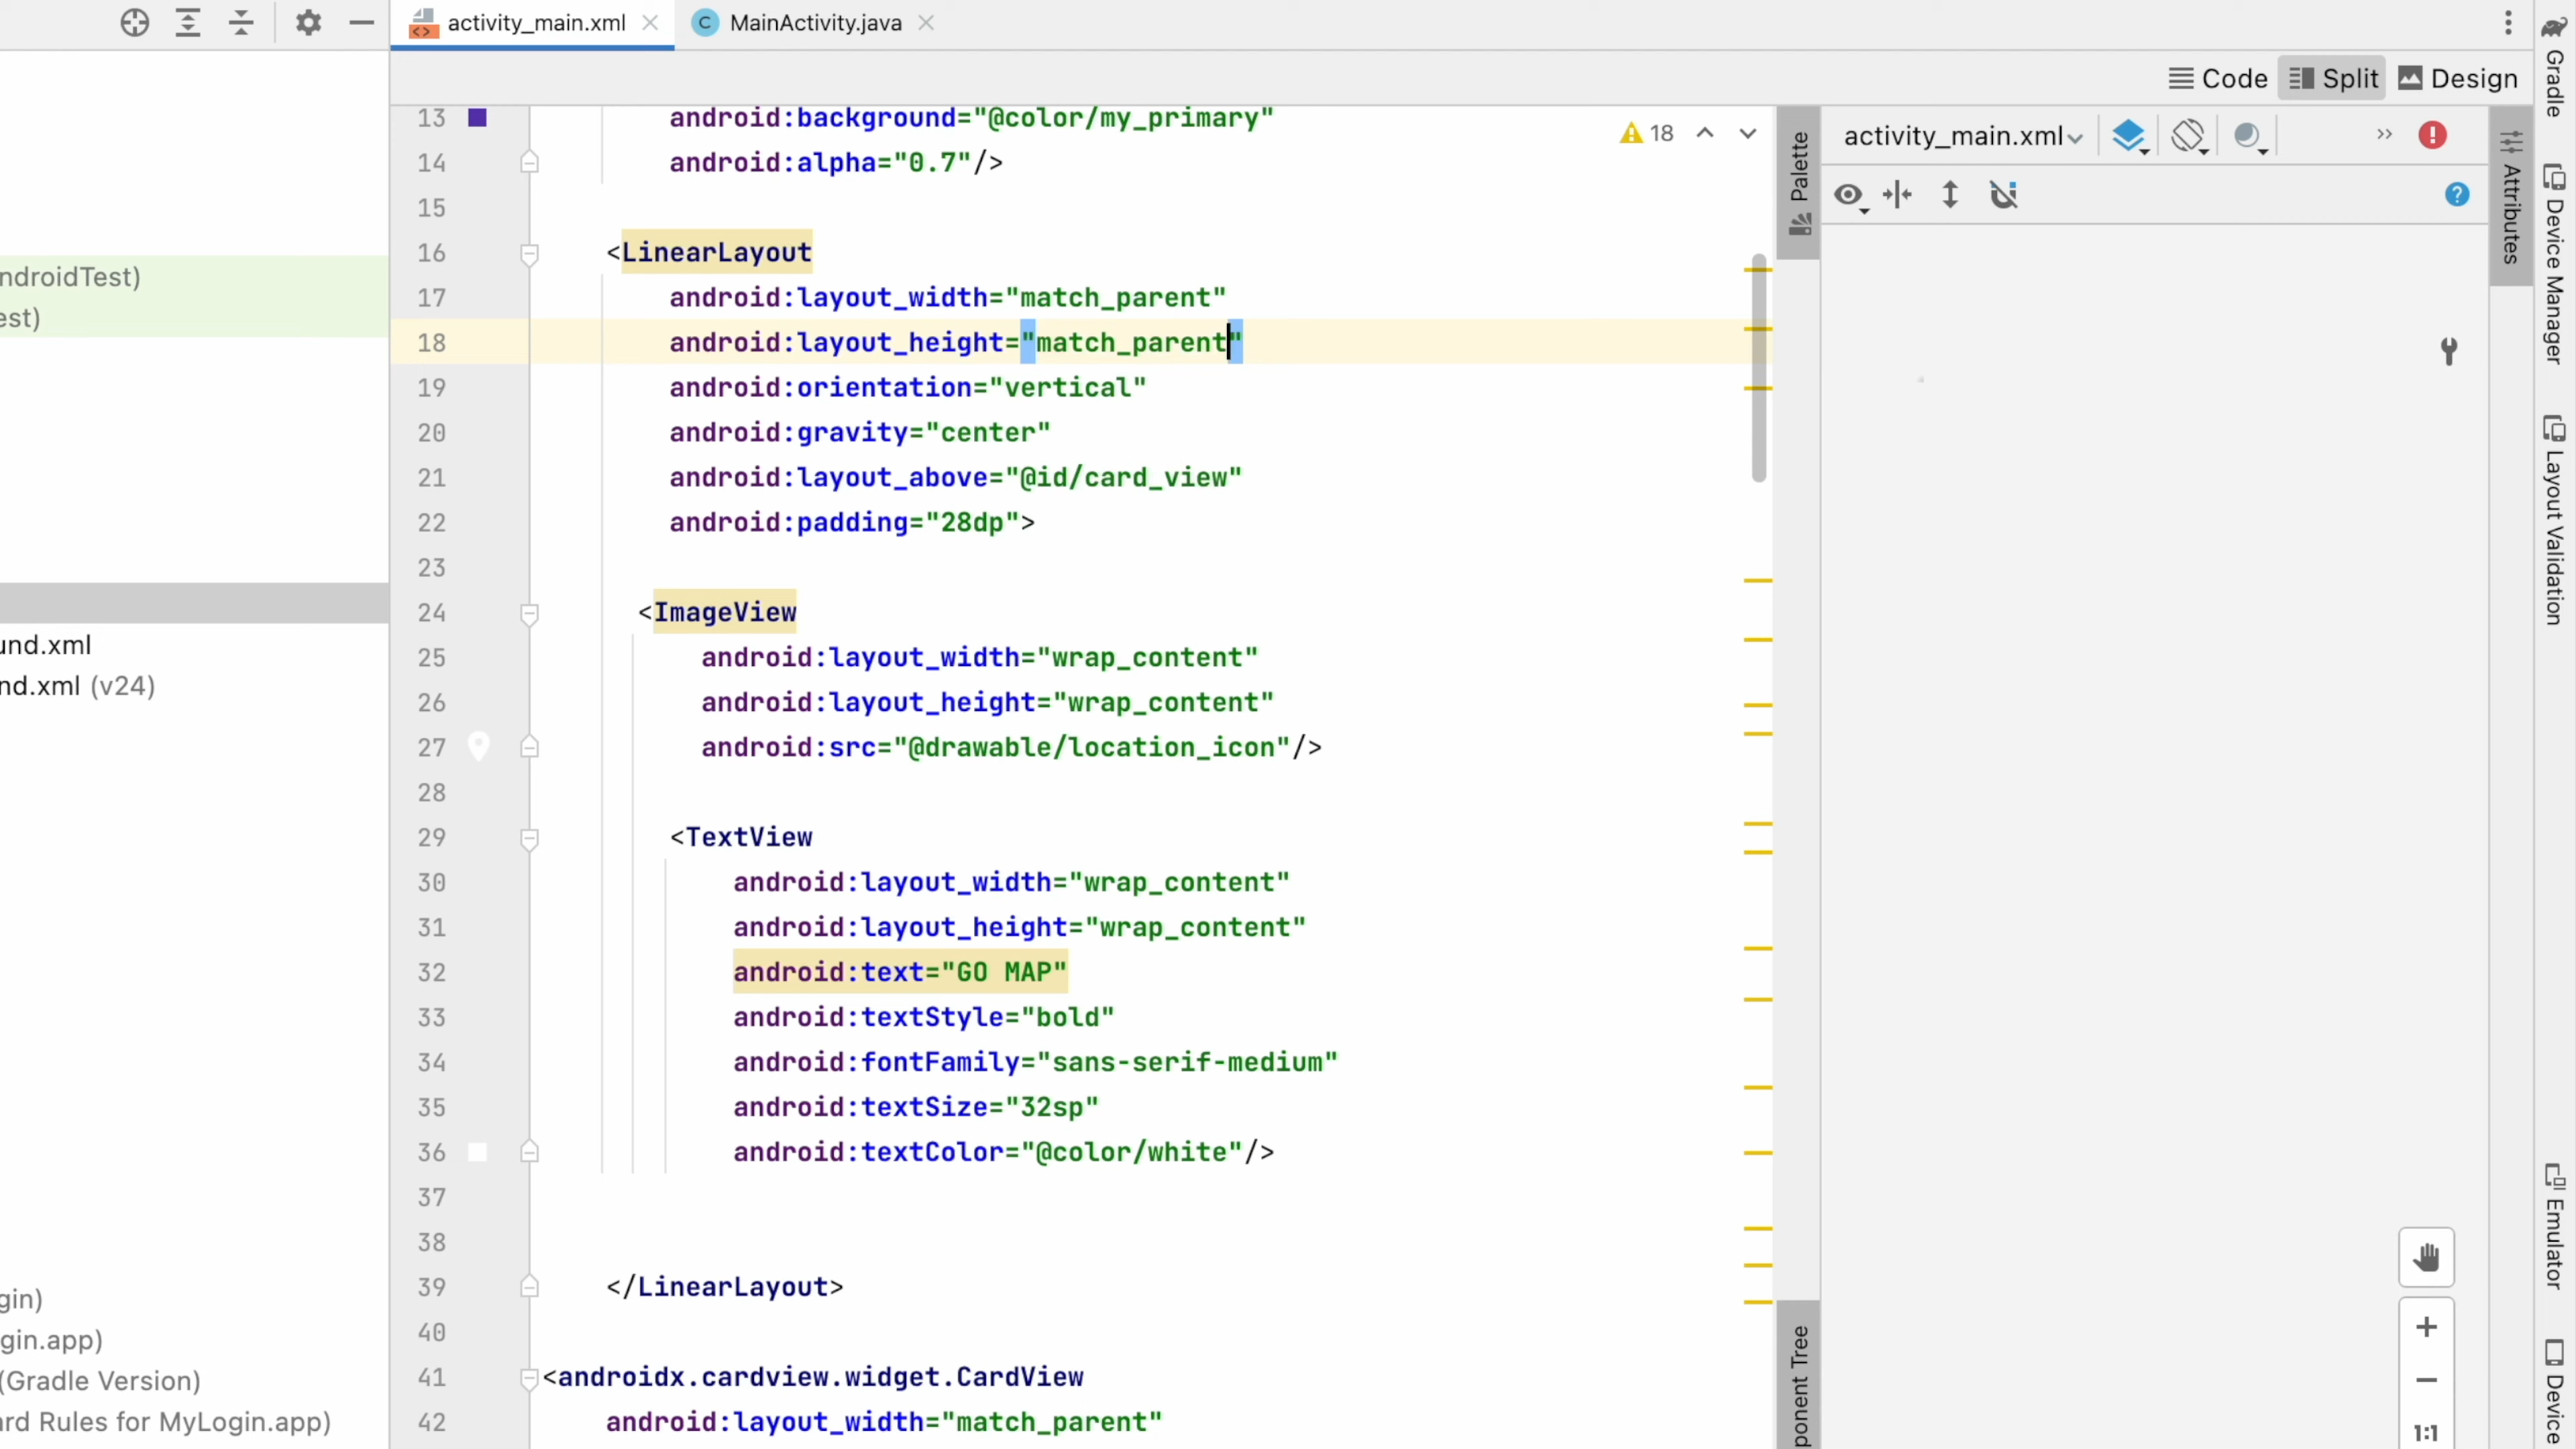 activity_main.xml
MainActivity.java
Code
Split
Design
ndroidTest)
est)
und.xml
nd.xml (v24)
gin)
gin.app)
(Gradle Version)
ard Rules for MyLogin.app)
13 android:background="@color/my_primary"
14 android:alpha="0.7"/>
15
16 <LinearLayout
17 android:layout_width="match_parent"
18 android:layout_height="match_parent"
19 android:orientation="vertical"
20 android:gravity="center"
21 android:layout_above="@id/card_view"
22 android:padding="28dp">
23
24 <ImageView
25 android:layout_width="wrap_content"
26 android:layout_height="wrap_content"
27 android:src="@drawable/location_icon"/>
28
29 <TextView
30 android:layout_width="wrap_content"
31 android:layout_height="wrap_content"
32 android:text="GO MAP"
33 android:textStyle="bold"
34 android:fontFamily="sans-serif-medium"
35 android:textSize="32sp"
36 android:textColor="@color/white"/>
37
38
39 </LinearLayout>
40
41 <androidx.cardview.widget.CardView
42 android:layout_width="match_parent"
18
Palette
ponent Tree
activity_main.xml
1:1
Attributes
Gradle
Device Manager
Layout Validation
Emulator
Device